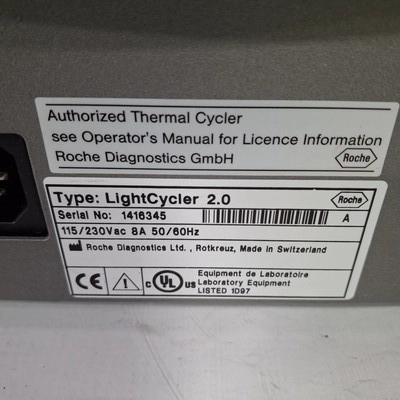 Authorized Thermal Cycler
see Operator's Manual for Licence Information
Roche Diagnostics GmbH
Roche
Type: LightCycler 2.0
Roche
Serial No: 1416345
A
115/230Vac 8A 50/60Hz
Roche Diagnostics Ltd., Rotkreuz, Made in Switzerland
CE
c UL us
Equipment de Laboratoire
Laboratory Equipment
LISTED 1D97